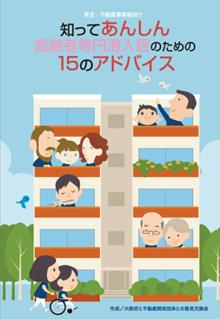 家主・不動産事業者向け
知ってあんしん
高齢者等円滑入居のための
15のアドバイス
作成/大阪府と不動産関係団体との意見交換会